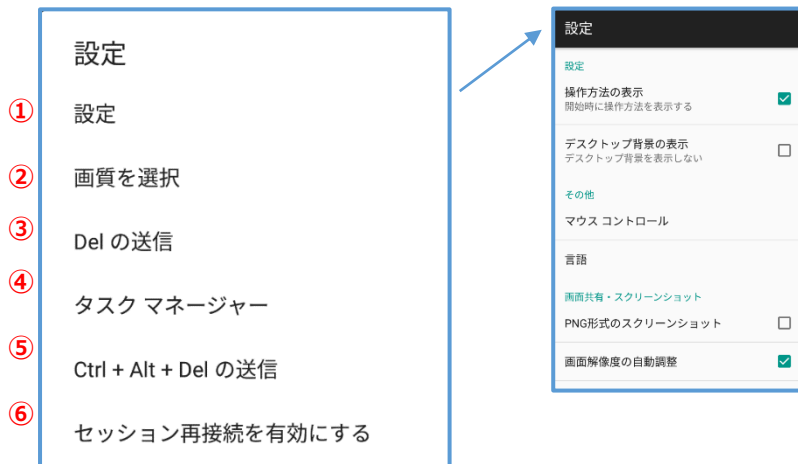 設定
① 設定
② 画質を選択
③ Del の送信
④ タスク マネージャー
⑤ Ctrl + Alt + Del の送信
⑥ セッション再接続を有効にする
設定
設定
操作方法の表示
開始時に操作方法を表示する
デスクトップ背景の表示
デスクトップ背景を表示しない
その他
マウス コントロール
言語
画面共有・スクリーンショット
PNG形式のスクリーンショット
画面解像度の自動調整